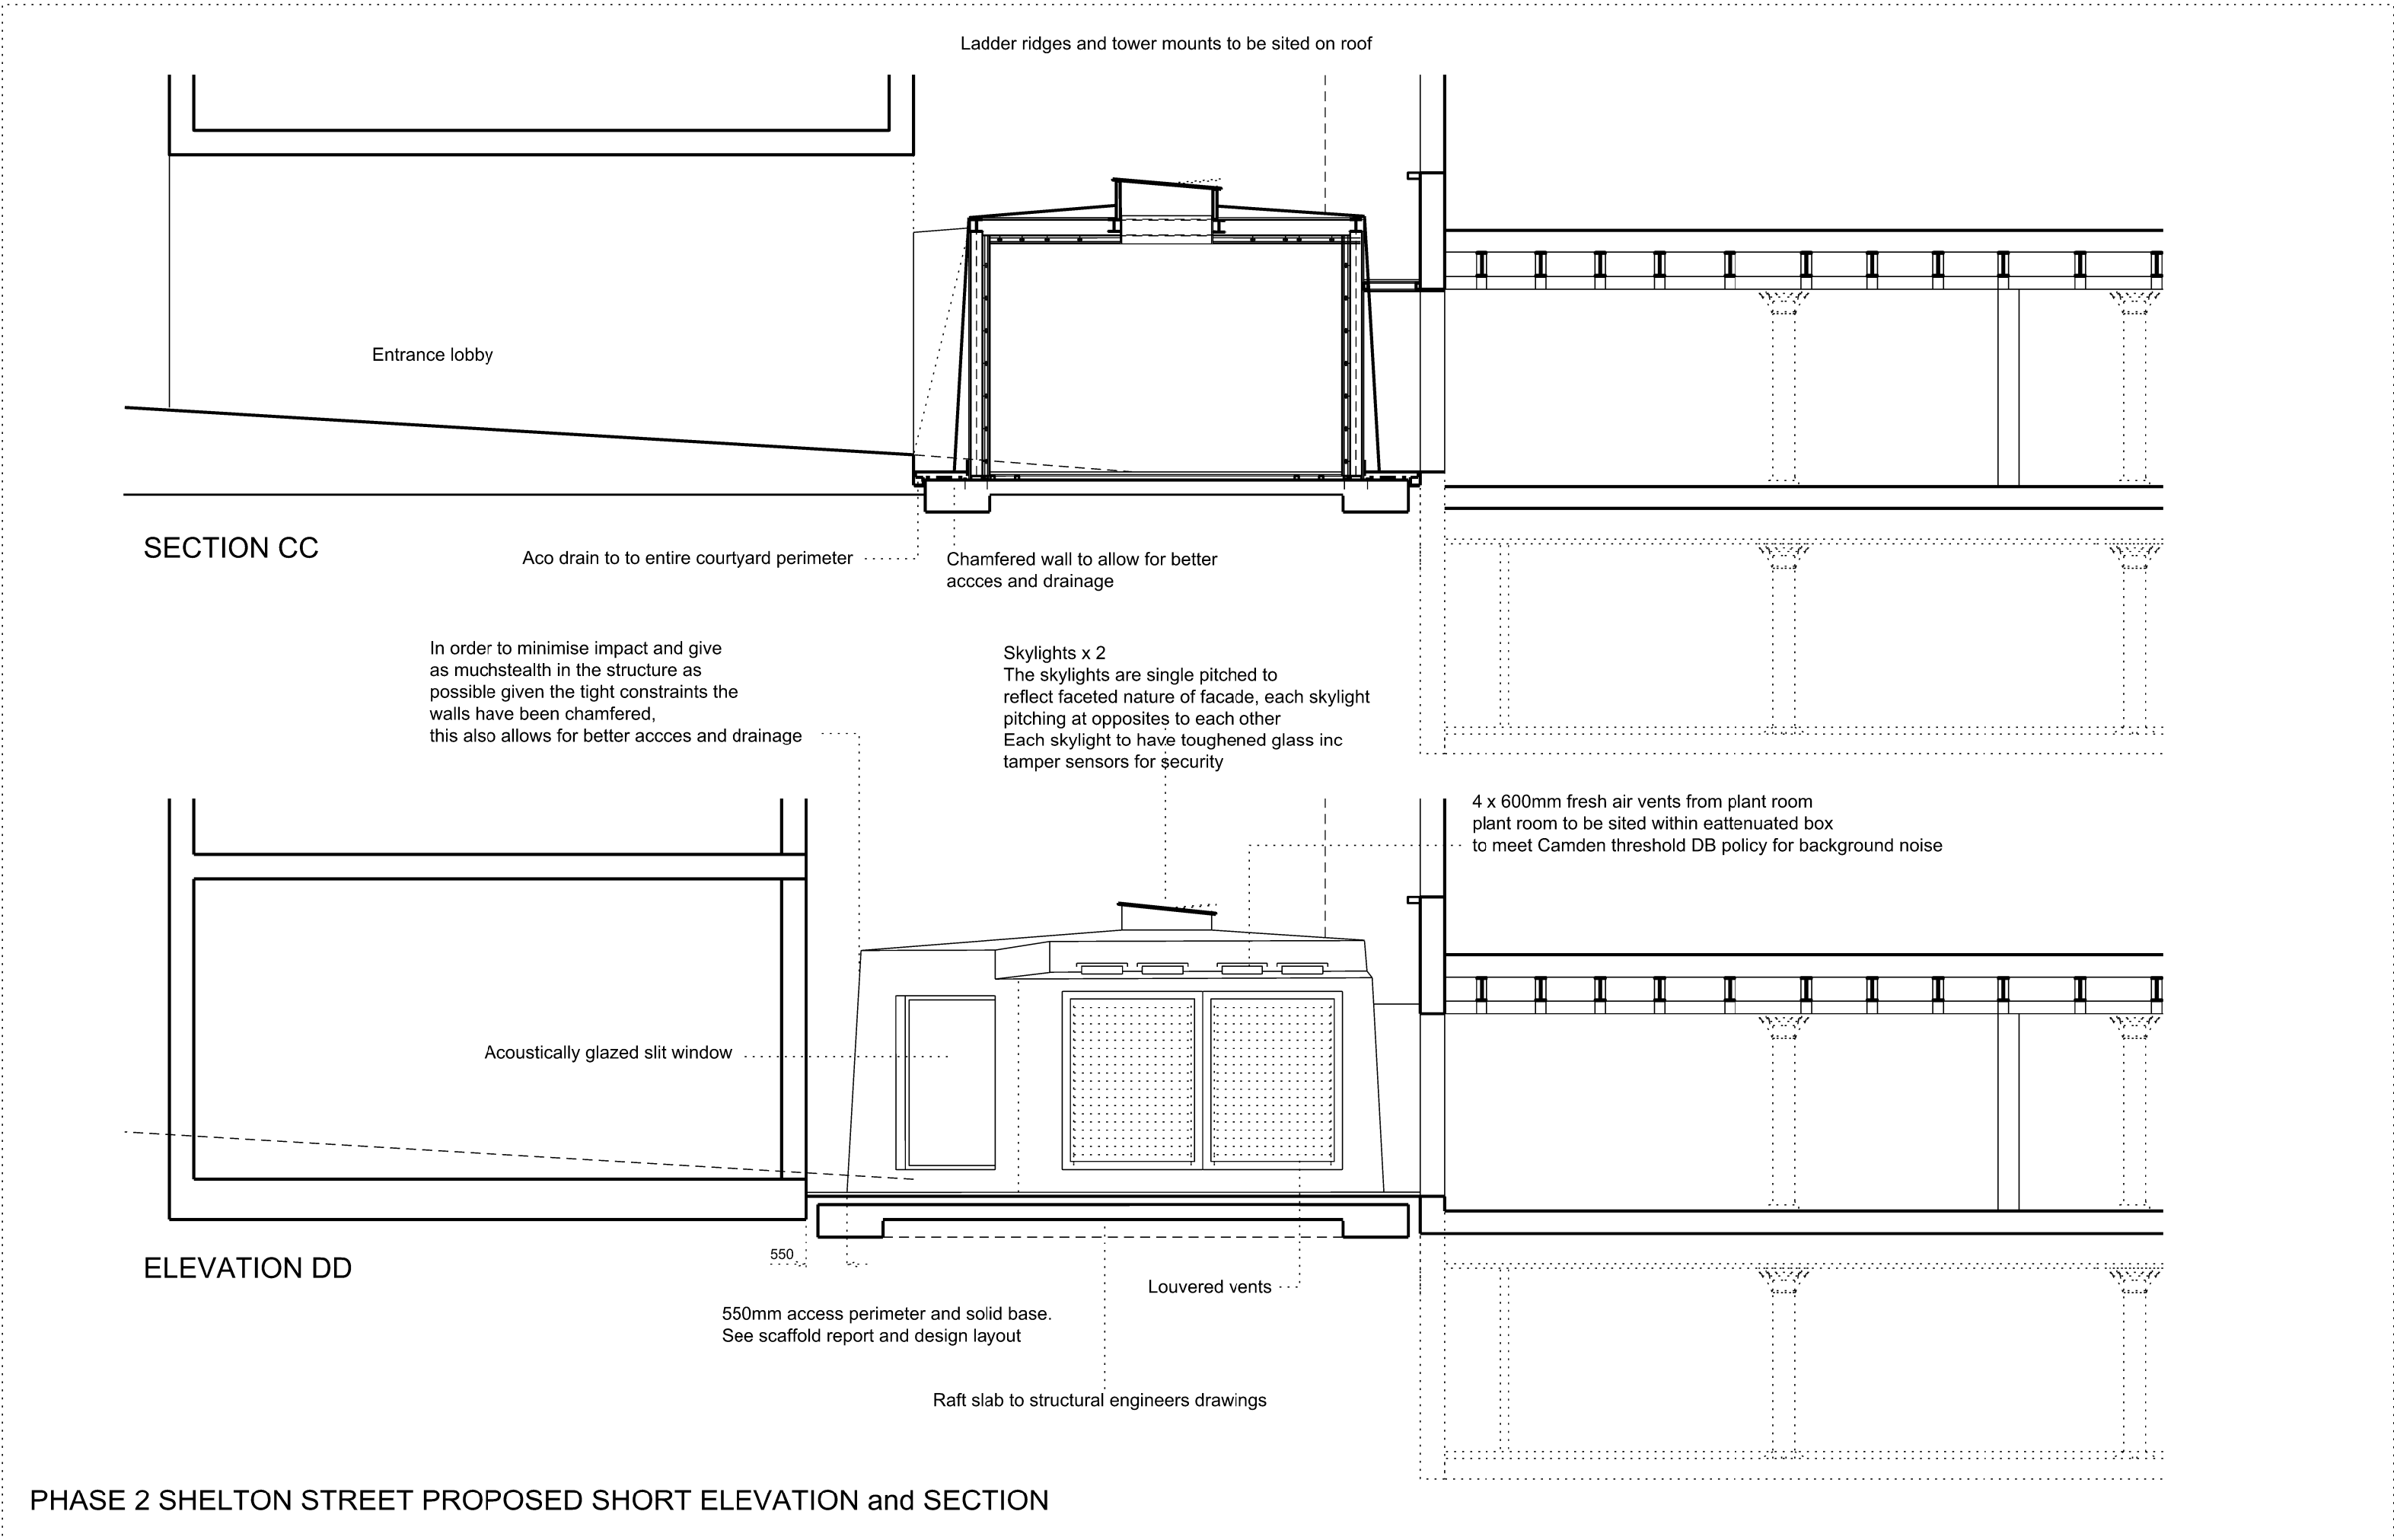 Ladder ridges and tower mounts to be sited on roof
Entrance lobby
SECTION CC
Aco drain to to entire courtyard perimeter
Chamfered wall to allow for better
accces and drainage
In order to minimise impact and give
as muchstealth in the structure as
possible given the tight constraints the
walls have been chamfered,
this also allows for better accces and drainage
Skylights x 2
The skylights are single pitched to
reflect faceted nature of facade, each skylight
pitching at opposites to each other
Each skylight to have toughened glass inc
tamper sensors for security
4 x 600mm fresh air vents from plant room
plant room to be sited within eattenuated box
to meet Camden threshold DB policy for background noise
Acoustically glazed slit window
ELEVATION DD
550
Louvered vents
550mm access perimeter and solid base.
See scaffold report and design layout
Raft slab to structural engineers drawings
PHASE 2 SHELTON STREET PROPOSED SHORT ELEVATION and SECTION